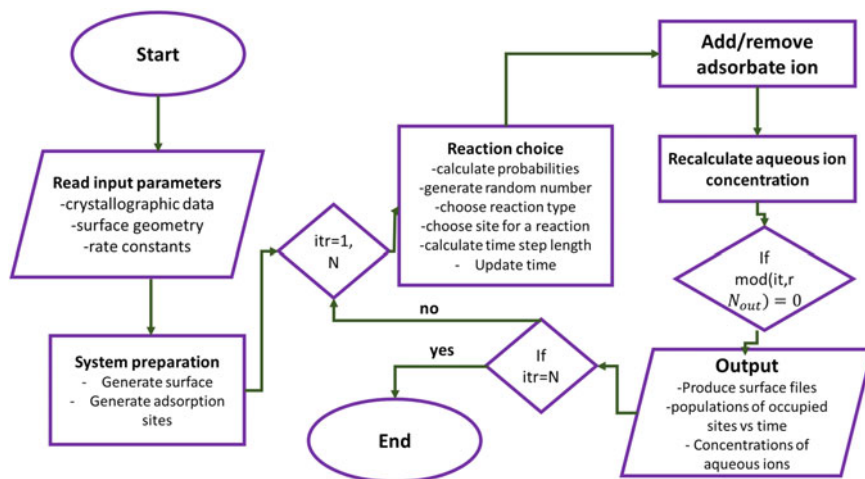 Start
Read input parameters
-crystallographic data
-surface geometry
-rate constants
System preparation
- Generate surface
- Generate adsorption
sites
itr=1,
N
Reaction choice
-calculate probabilities
-generate random number
-choose reaction type
-choose site for a reaction
-calculate time step length
- Update time
Add/remove
adsorbate ion
Recalculate aqueous ion
concentration
If
mod(it,r
N_out) = 0
Output
-Produce surface files
-populations of occupied
sites vs time
- Concentrations of
aqueous ions
If
itr=N
no
yes
End